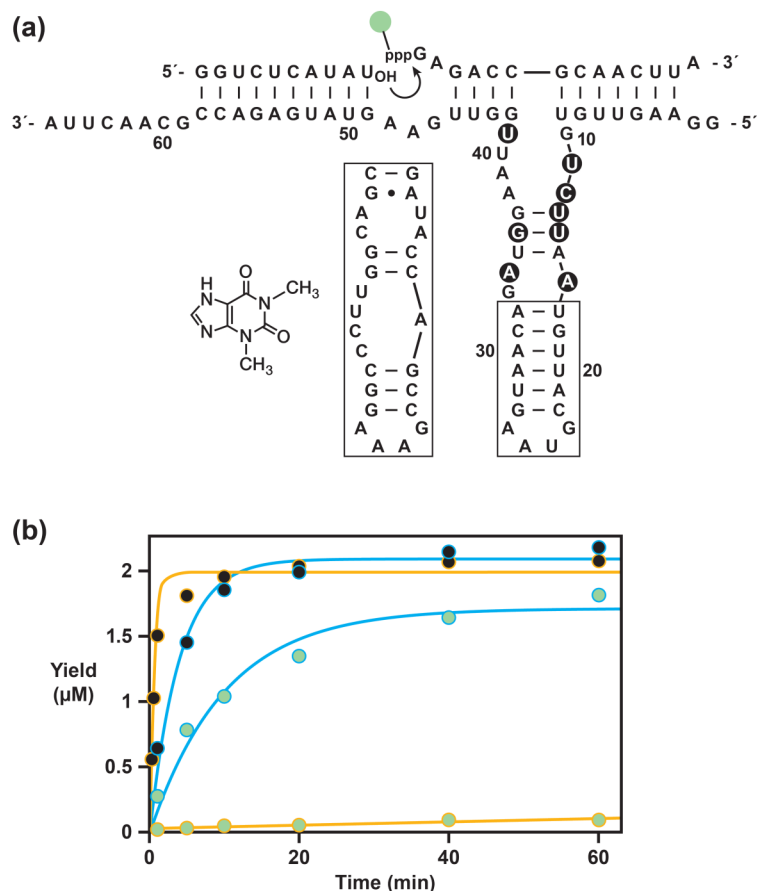 (a)
pppG A
5´- G G U C U C A U A U OH G A C C G C A A C U U A - 3´
3´- A U U C A A C G C C A G A G U A U G A A G U U G G U G U U G A A G G - 5´
60
50
40
10
C G
G A
A U
C A
G C
G C
U
U A
C
C
C G
G C
G C
A G
A A
U G
U U
A C
A U
G U
G U
U A
A A
G
C U
A G
A U
A U
U A
G C
A G
A U
30
20
H
N
O
N
CH3
N
N
O
CH3
(b)
Yield
(µM)
2
1.5
1
0.5
0
0 20 40 60
Time (min)